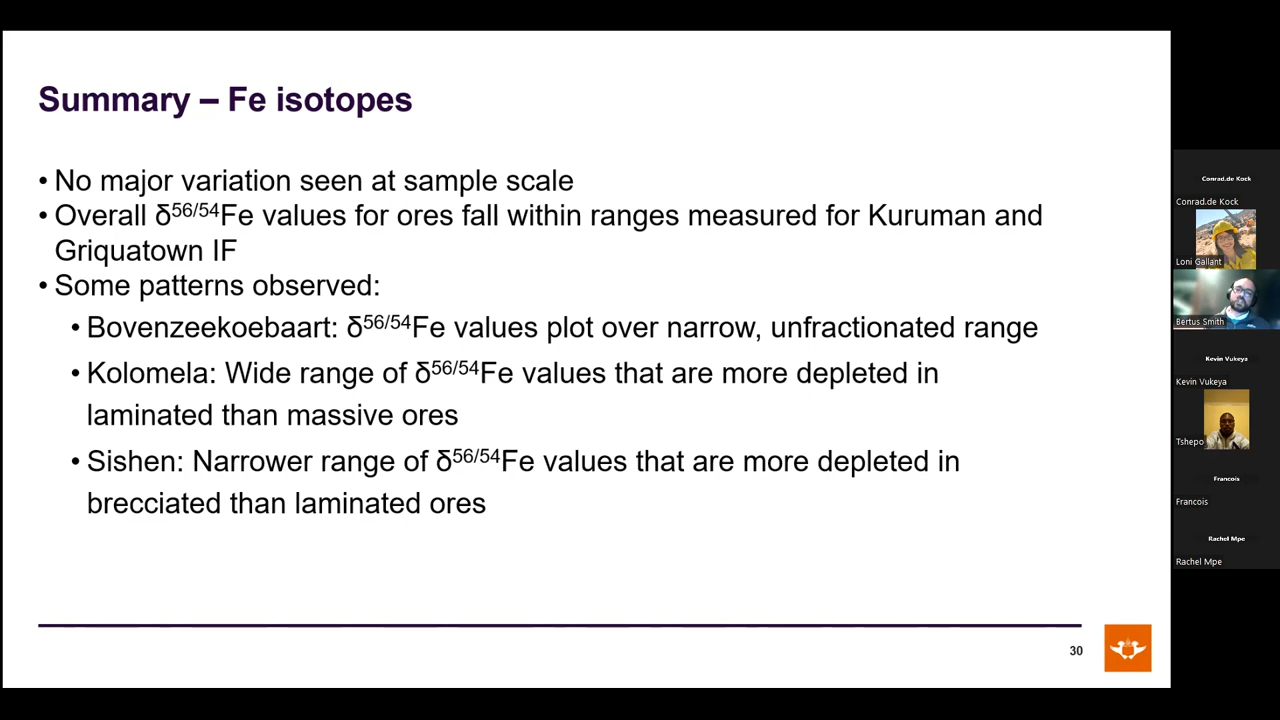 Summary – Fe isotopes
• No major variation seen at sample scale
• Overall δ56/54Fe values for ores fall within ranges measured for Kuruman and
Griquatown IF
• Some patterns observed:
• Bovenzeekoebaart: δ56/54Fe values plot over narrow, unfractionated range
• Kolomela: Wide range of δ56/54Fe values that are more depleted in
laminated than massive ores
• Sishen: Narrower range of δ56/54Fe values that are more depleted in
brecciated than laminated ores
30
Conrad.de Kock
Conrad.de Kock
Loni Gallant
Bertus Smith
Kevin Vukeya
Kevin Vukeya
Tshepo
Francois
Francois
Rachel Mpe
Rachel Mpe